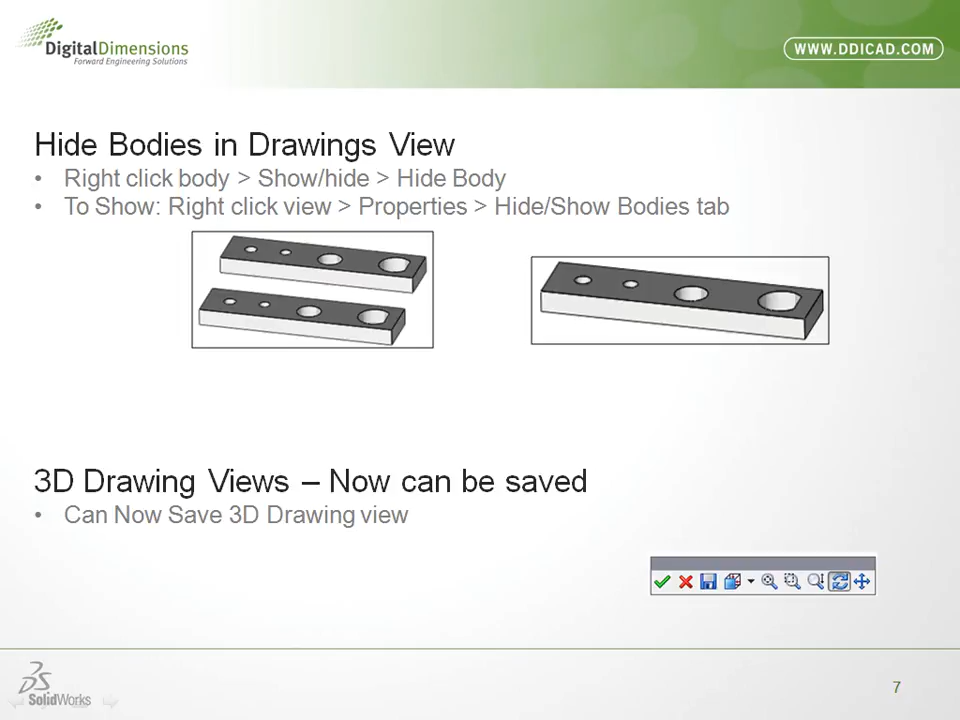 DigitalDimensions
Forward Engineering Solutions
WWW.DDICAD.COM
Hide Bodies in Drawings View
• Right click body > Show/hide > Hide Body
• To Show: Right click view > Properties > Hide/Show Bodies tab
3D Drawing Views – Now can be saved
• Can Now Save 3D Drawing view
SolidWorks
7